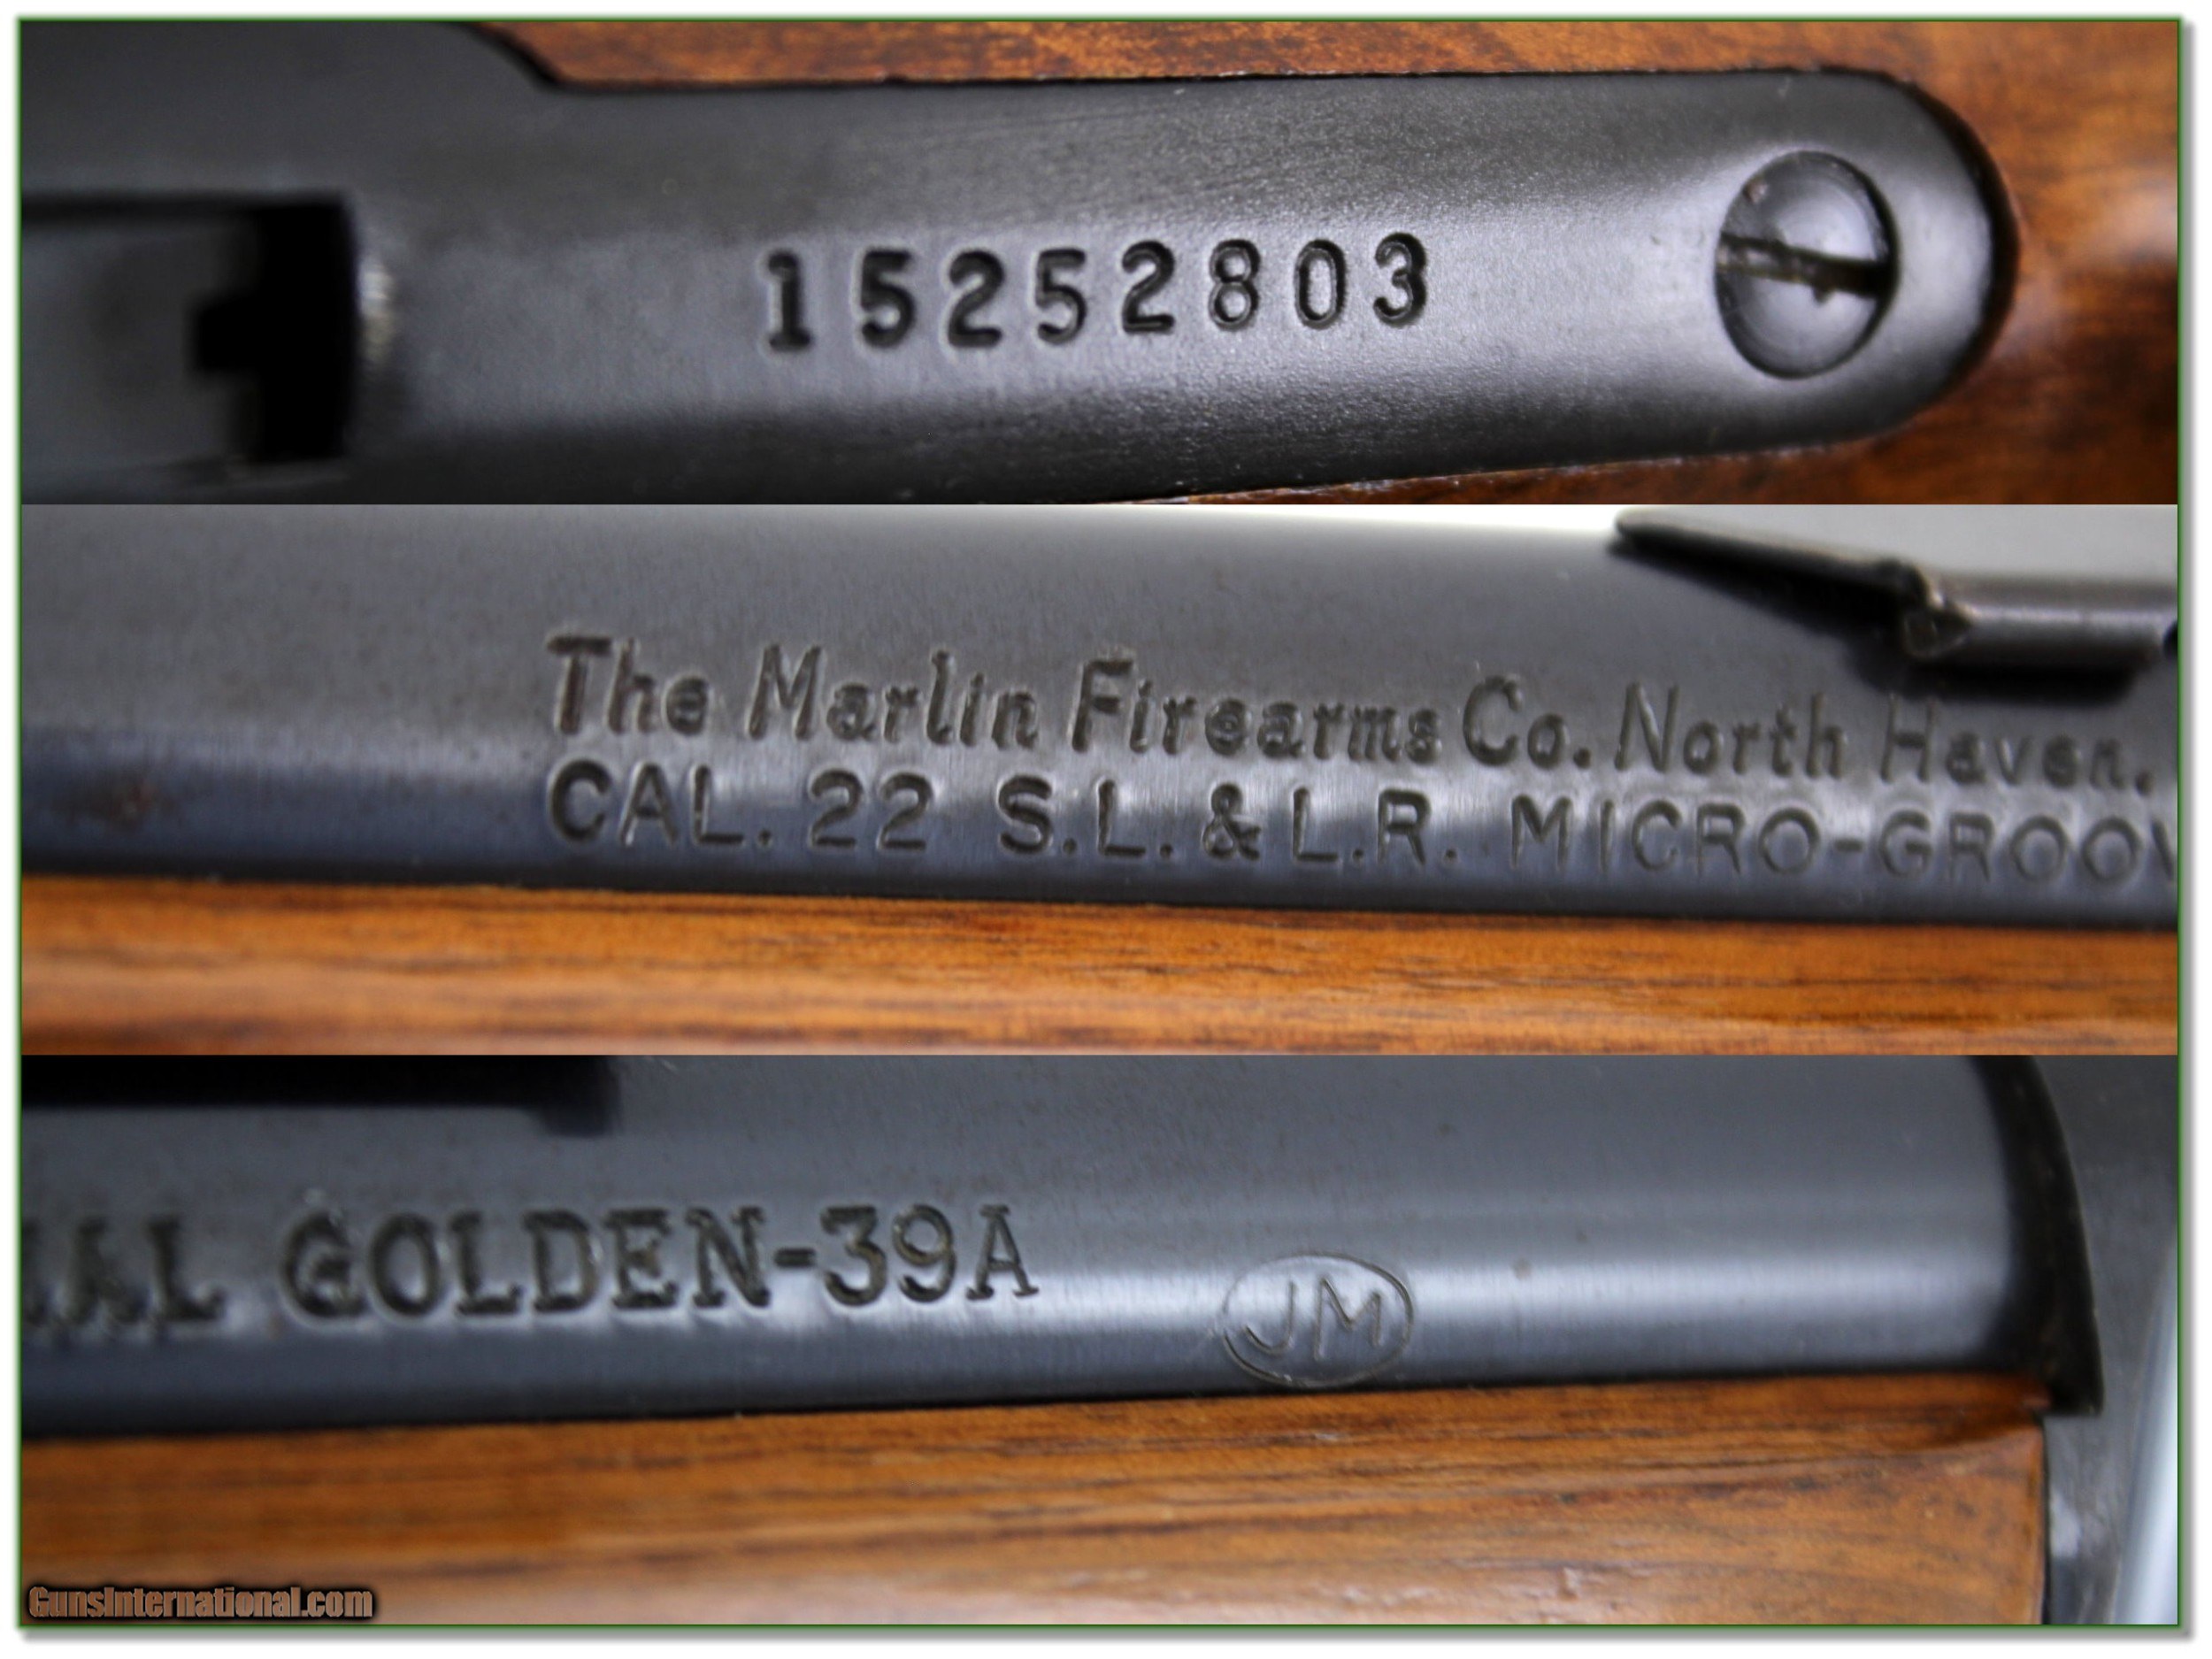 15252803
The Marlin Firearms Co. North Haven.
CAL. 22 S.L. & L.R. MICRO-GROOV
GOLDEN-39A
JM
GunsInternational.com